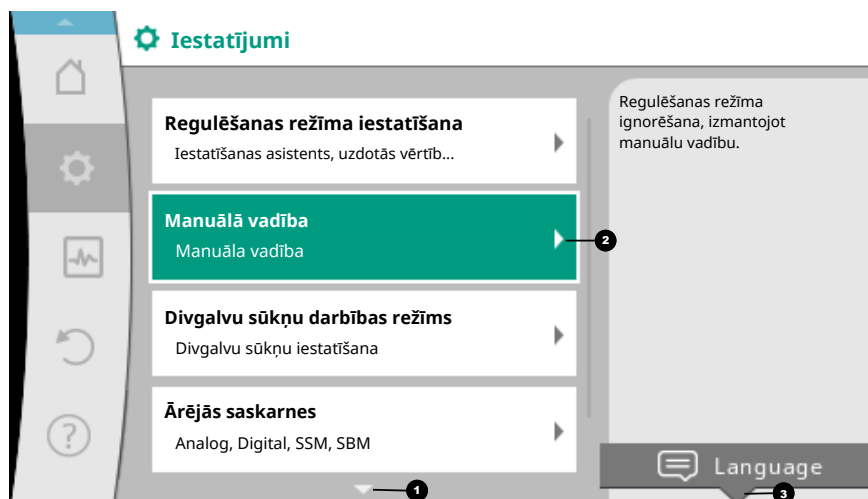 Iestatījumi
Regulēšanas režīma iestatīšana
Iestatīšanas asistents, uzdotās vērtīb...
Manuālā vadība
Manuāla vadība
2
Divgalvu sūkņu darbības režīms
Divgalvu sūkņu iestatīšana
Ārējās saskarnes
Analog, Digital, SSM, SBM
1
Regulēšanas režīma
ignorēšana, izmantojot
manuālu vadību.
?
Language
3